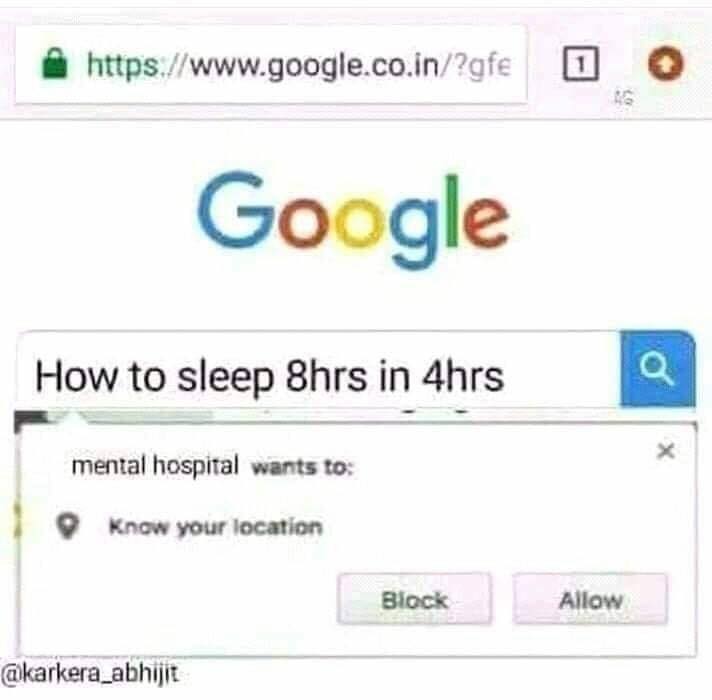 https://www.google.co.in/?gfe
1
Google
How to sleep 8hrs in 4hrs
mental hospital wants to:
Know your location
Block
Allow
@karkera_abhijit